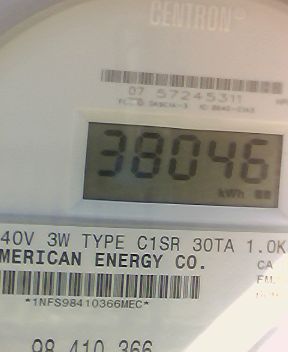 CENTRON®
07 57245311
38046
kWh
40V 3W TYPE C1SR 30TA 1.0K
MERICAN ENERGY CO.
CA
FM
*1NFS98410366MEC*
98 410 366